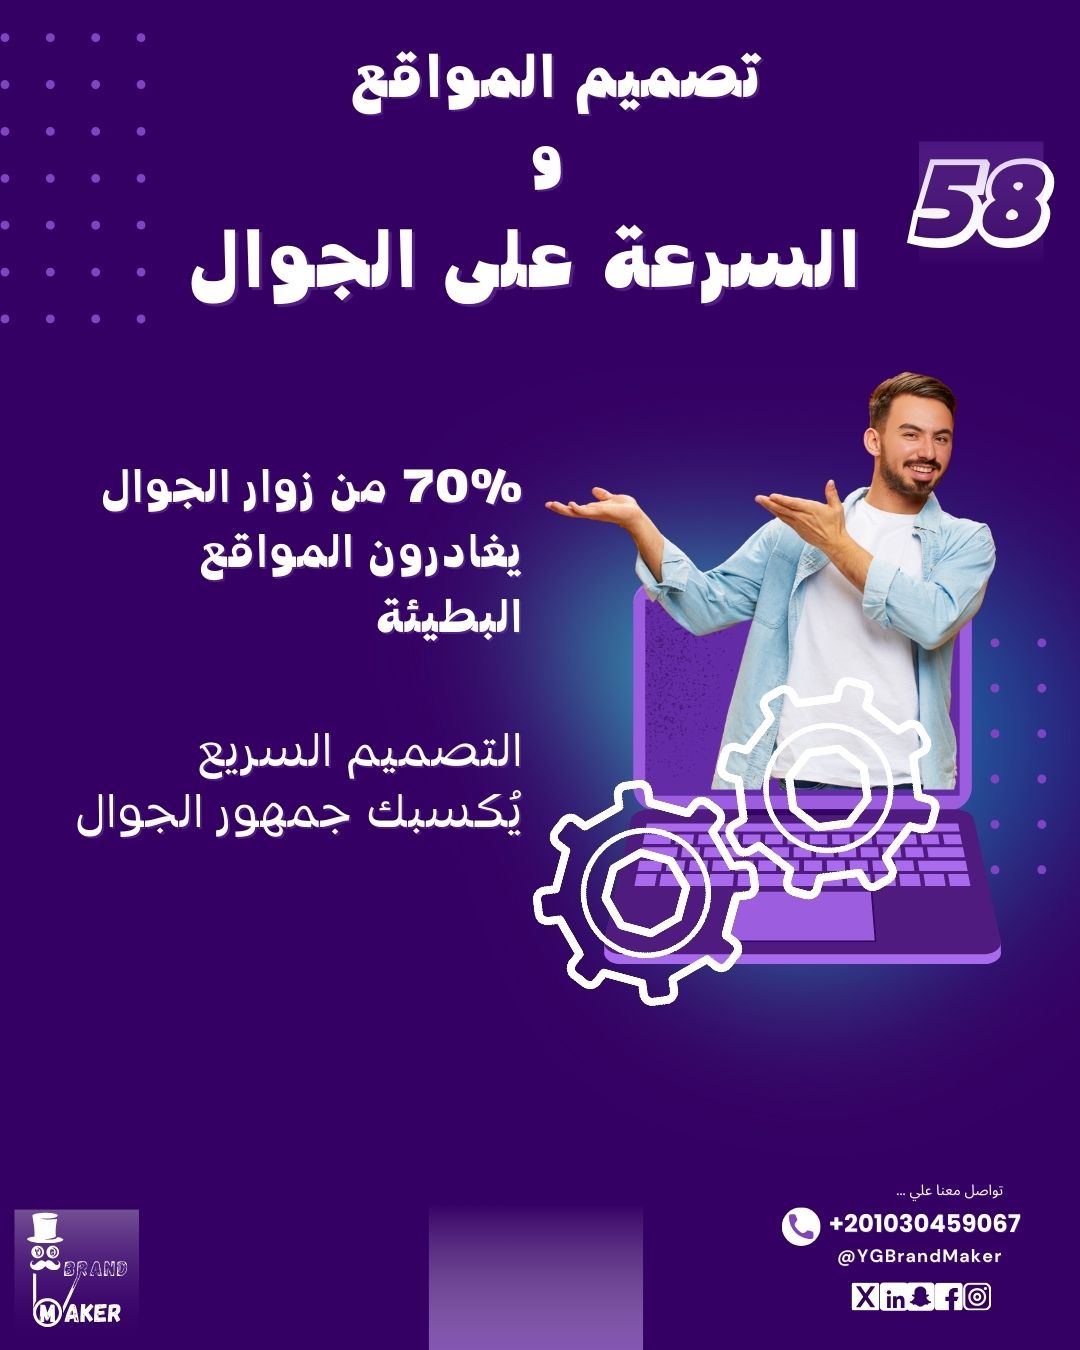 تصميم المواقع
و
السرعة على الجوال
58
70% من زوار الجوال
يغادرون المواقع
البطيئة
التصميم السريع
يُكسبك جمهور الجوال
تواصل معنا علي ...
+201030459067
@YGBrandMaker
BRAND
MAKER